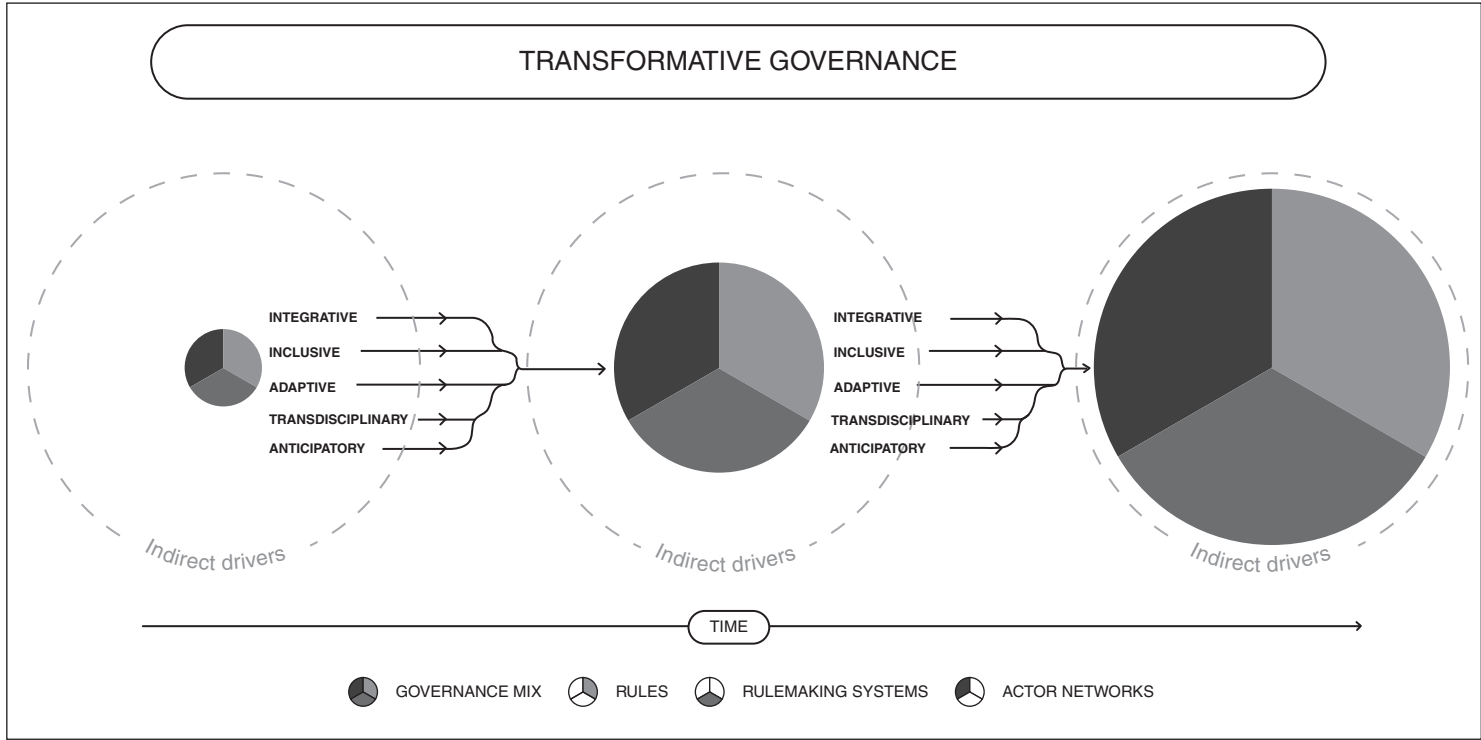 TRANSFORMATIVE GOVERNANCE
INTEGRATIVE
INCLUSIVE
ADAPTIVE
TRANSDISCIPLINARY
ANTICIPATORY
INTEGRATIVE
INCLUSIVE
ADAPTIVE
TRANSDISCIPLINARY
ANTICIPATORY
Indirect drivers
Indirect drivers
Indirect drivers
TIME
GOVERNANCE MIX
RULES
RULEMAKING SYSTEMS
ACTOR NETWORKS